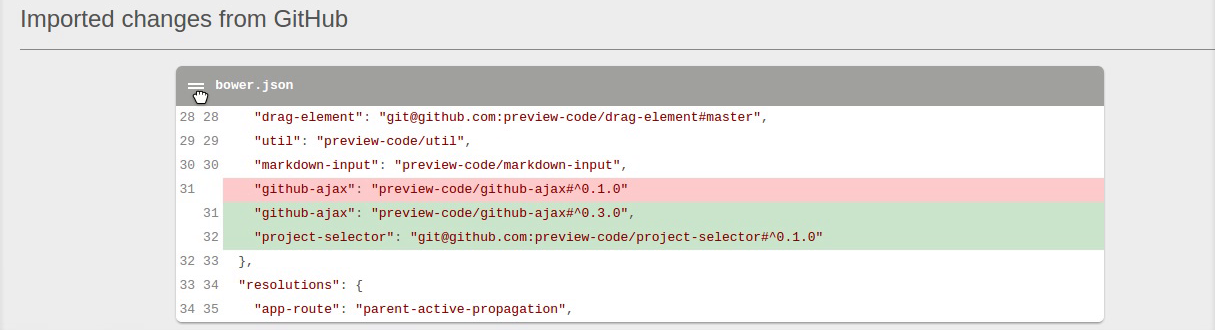 Imported changes from GitHub
bower.json
28 28 "drag-element": "git@github.com:preview-code/drag-element#master",
29 29 "util": "preview-code/util",
30 30 "markdown-input": "preview-code/markdown-input",
31 "github-ajax": "preview-code/github-ajax#^0.1.0"
31 "github-ajax": "preview-code/github-ajax#^0.3.0",
32 "project-selector": "git@github.com:preview-code/project-selector#^0.1.0"
32 33 },
33 34 "resolutions": {
34 35 "app-route": "parent-active-propagation",